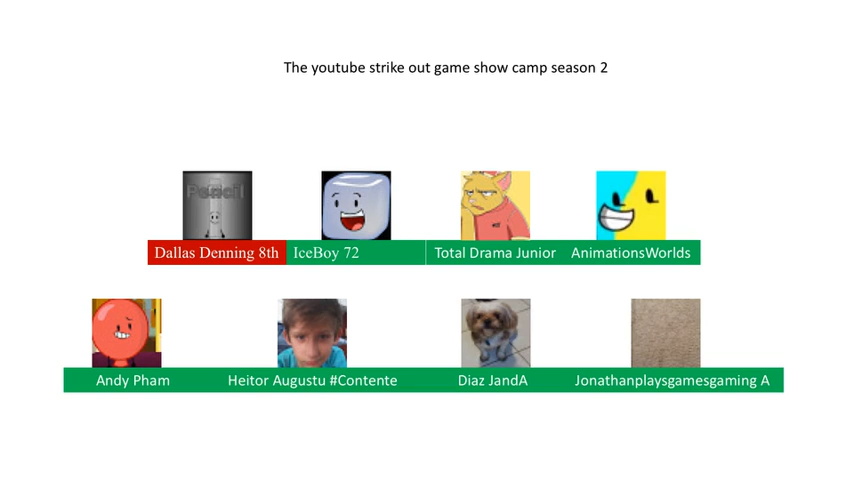 The youtube strike out game show camp season 2
Pencil
Dallas Denning 8th IceBoy 72 Total Drama Junior AnimationsWorlds
Andy Pham Heitor Augustu #Contente Diaz JandA Jonathanplaysgamesgaming A